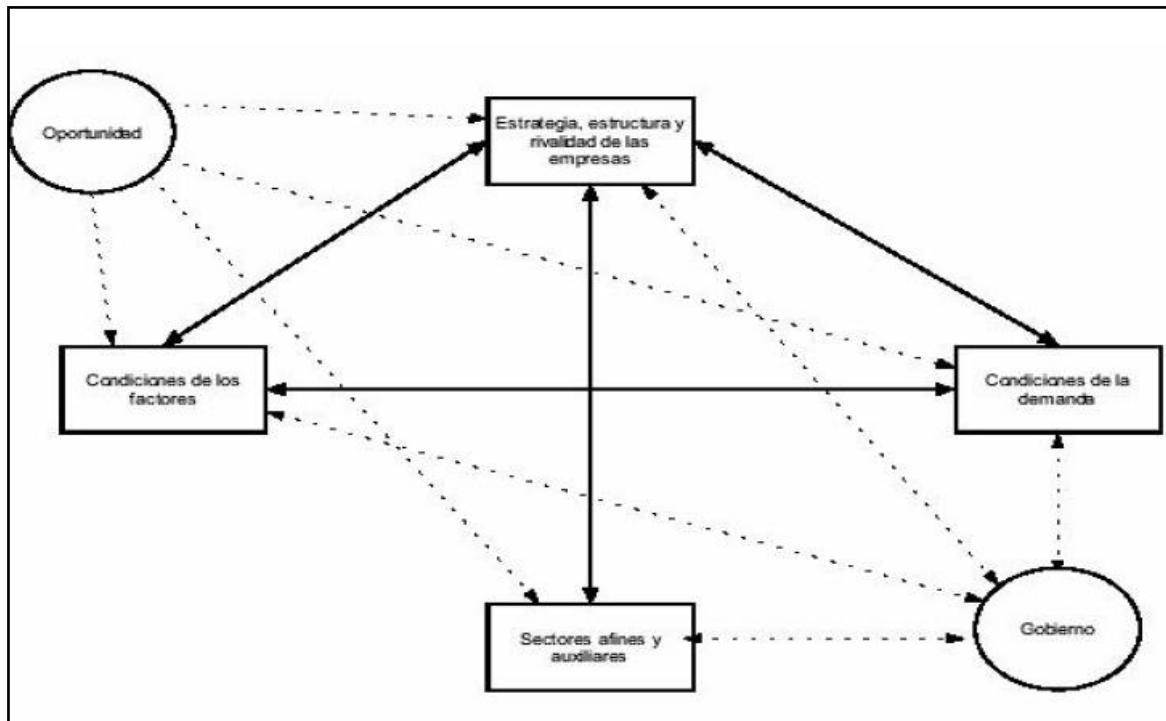 Oportunidad
Estrategia, estructura y
rivalidad de las
empresas
Condiciones de los
factores
Condiciones de la
demanda
Sectores afines y
auxiliares
Gobierno